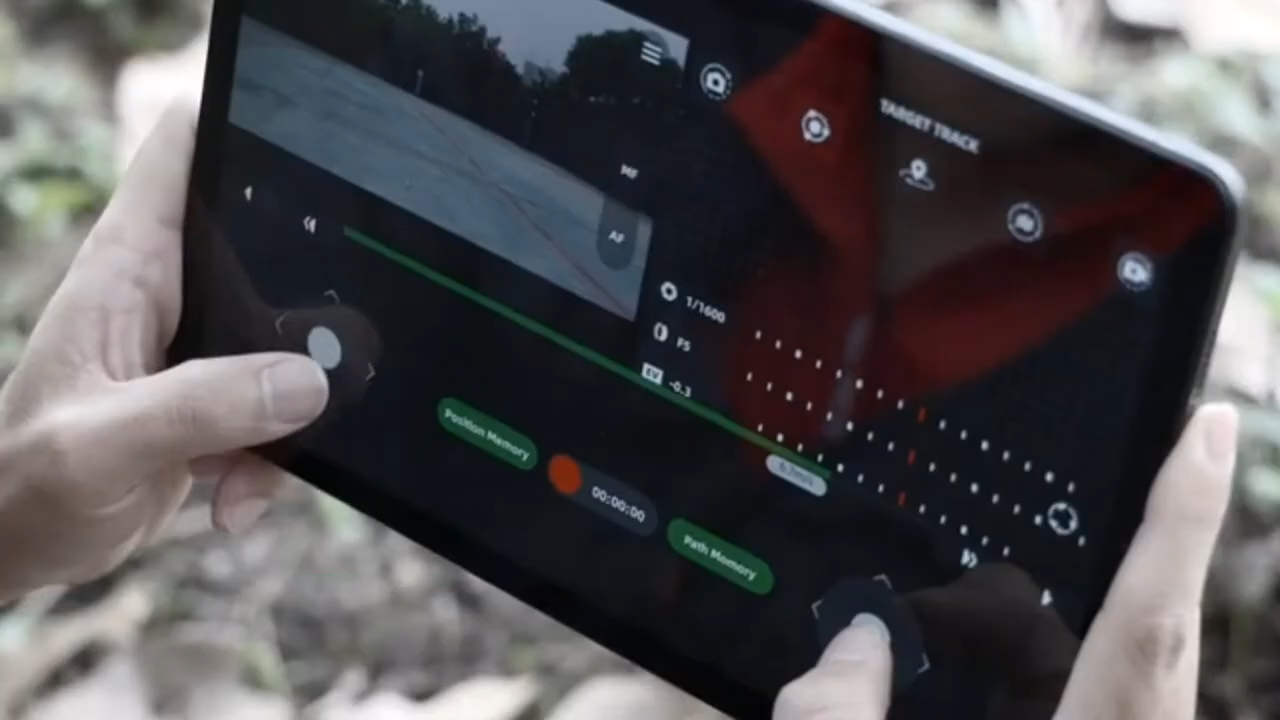 TARGET TRACK
MF
AF
1/1600
F5
EV -0.3
Position Memory
00:00:00
Path Memory